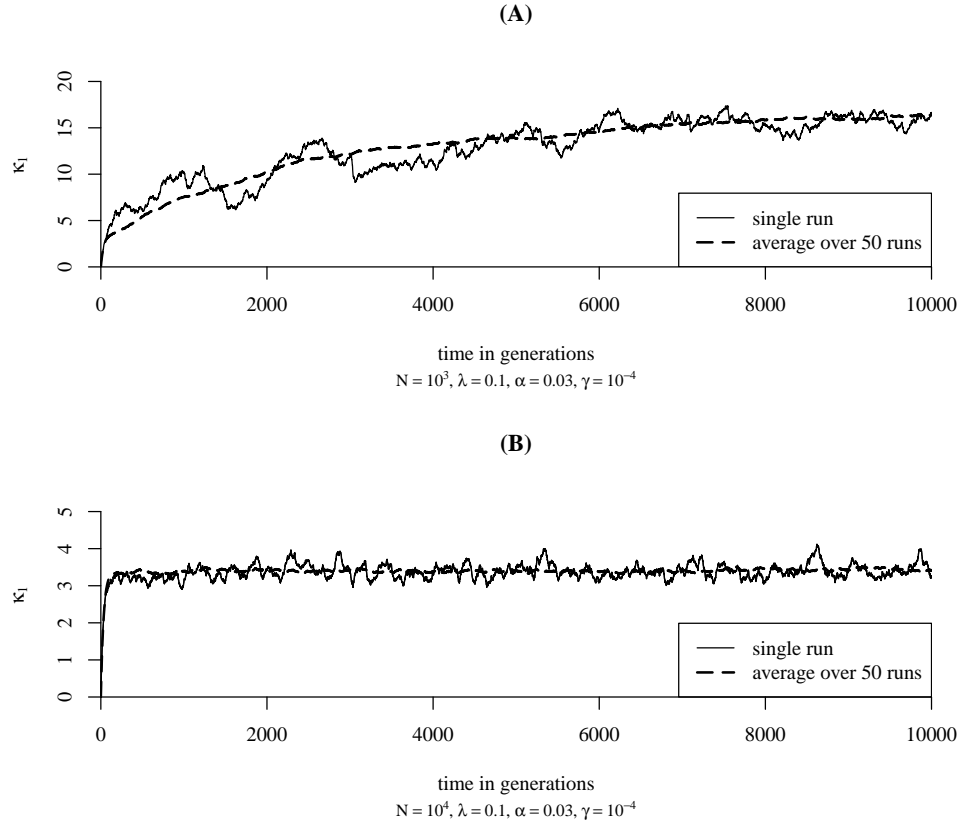 (A)
20
15
10
5
0
κ₁
single run
average over 50 runs
0 2000 4000 6000 8000 10000
time in generations
N = 10³, λ = 0.1, α = 0.03, γ = 10⁻⁴
(B)
5
4
3
2
1
0
κ₁
single run
average over 50 runs
0 2000 4000 6000 8000 10000
time in generations
N = 10⁴, λ = 0.1, α = 0.03, γ = 10⁻⁴